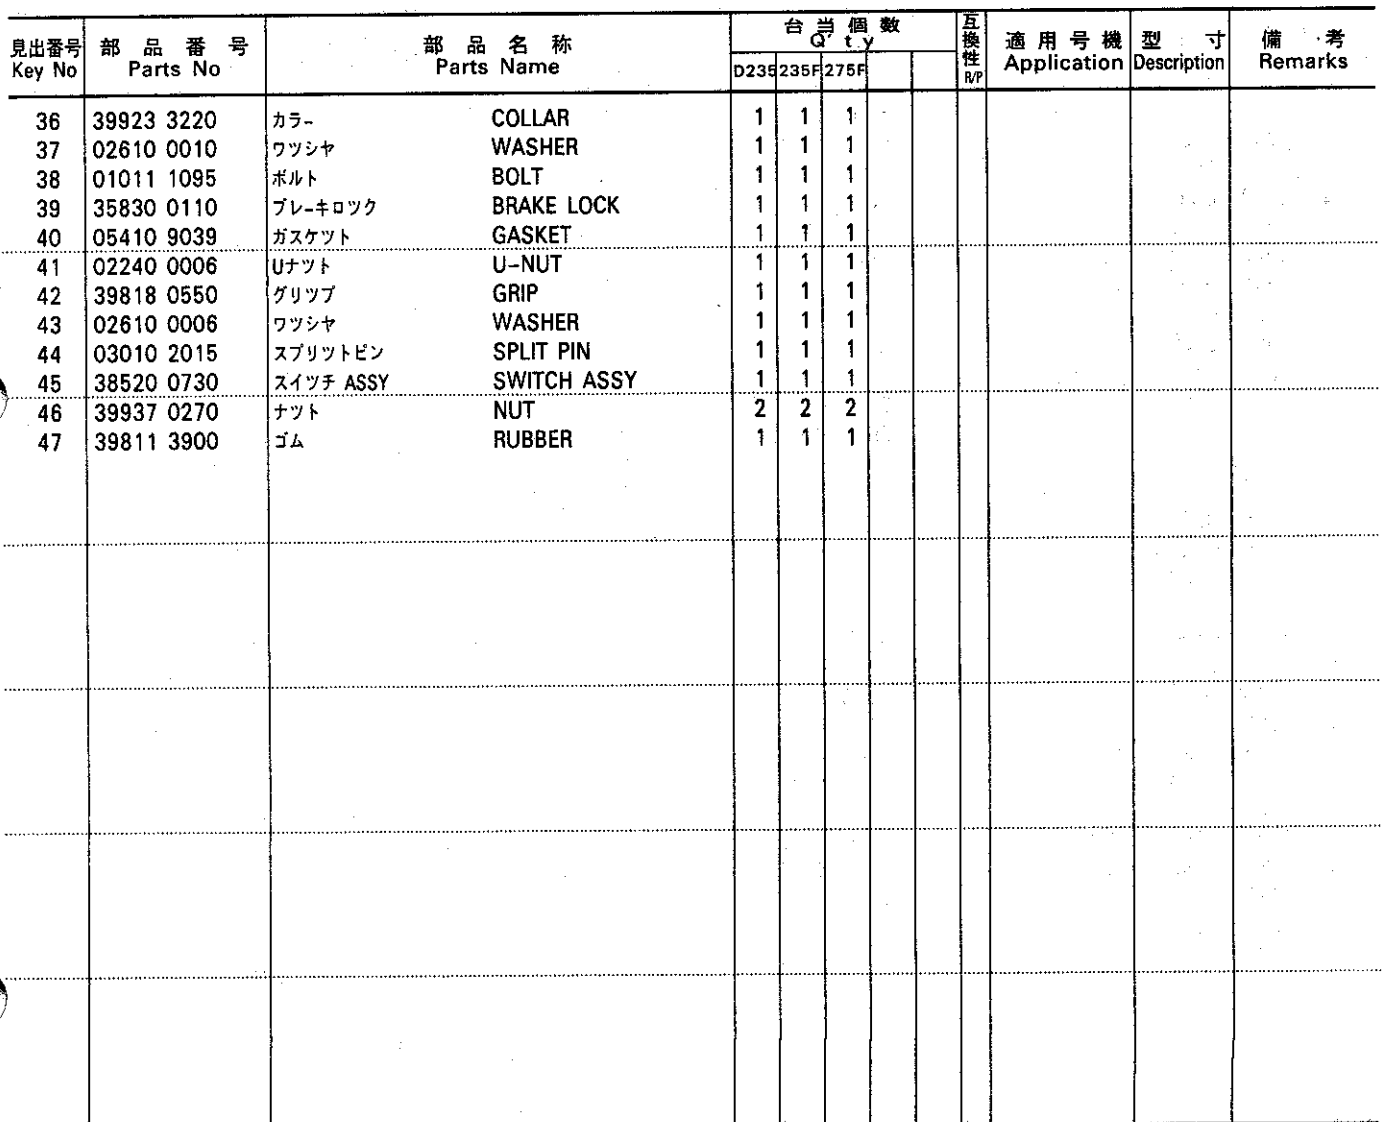 見出番号 部品番号 部品名称 台当個数 互換性 適用号機 型寸 備考
Key No Parts No Parts Name Q'ty R/P Application Description Remarks
D235 235F 275F
36 39923 3220 カラー COLLAR 1 1 1
37 02610 0010 ワツシヤ WASHER 1 1 1
38 01011 1095 ボルト BOLT 1 1 1
39 35830 0110 ブレーキロツク BRAKE LOCK 1 1 1
40 05410 9039 ガスケツト GASKET 1 1 1
41 02240 0006 Uナツト U-NUT 1 1 1
42 39818 0550 グリツプ GRIP 1 1 1
43 02610 0006 ワツシヤ WASHER 1 1 1
44 03010 2015 スプリツトピン SPLIT PIN 1 1 1
45 38520 0730 スイツチ ASSY SWITCH ASSY 1 1 1
46 39937 0270 ナツト NUT 2 2 2
47 39811 3900 ゴム RUBBER 1 1 1